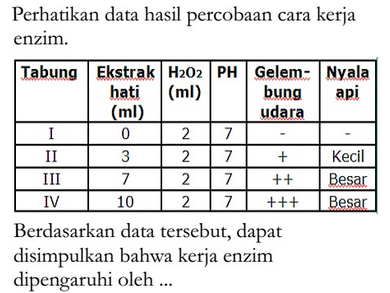 Perhatikan data hasil percobaan cara kerja
enzim.
Tabung Ekstrak hati (ml) H2O2 (ml) PH Gelem-bung udara Nyala api
I 0 2 7 - -
II 3 2 7 + Kecil
III 7 2 7 ++ Besar
IV 10 2 7 +++ Besar
Berdasarkan data tersebut, dapat
disimpulkan bahwa kerja enzim
dipengaruhi oleh ...